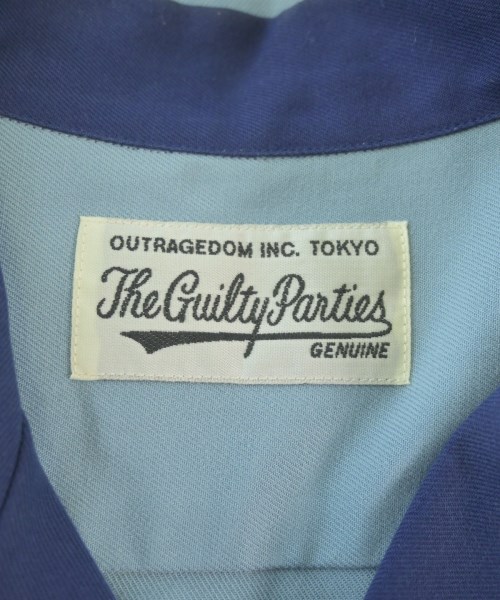 OUTRAGEDOM INC. TOKYO
The Guilty Parties
GENUINE